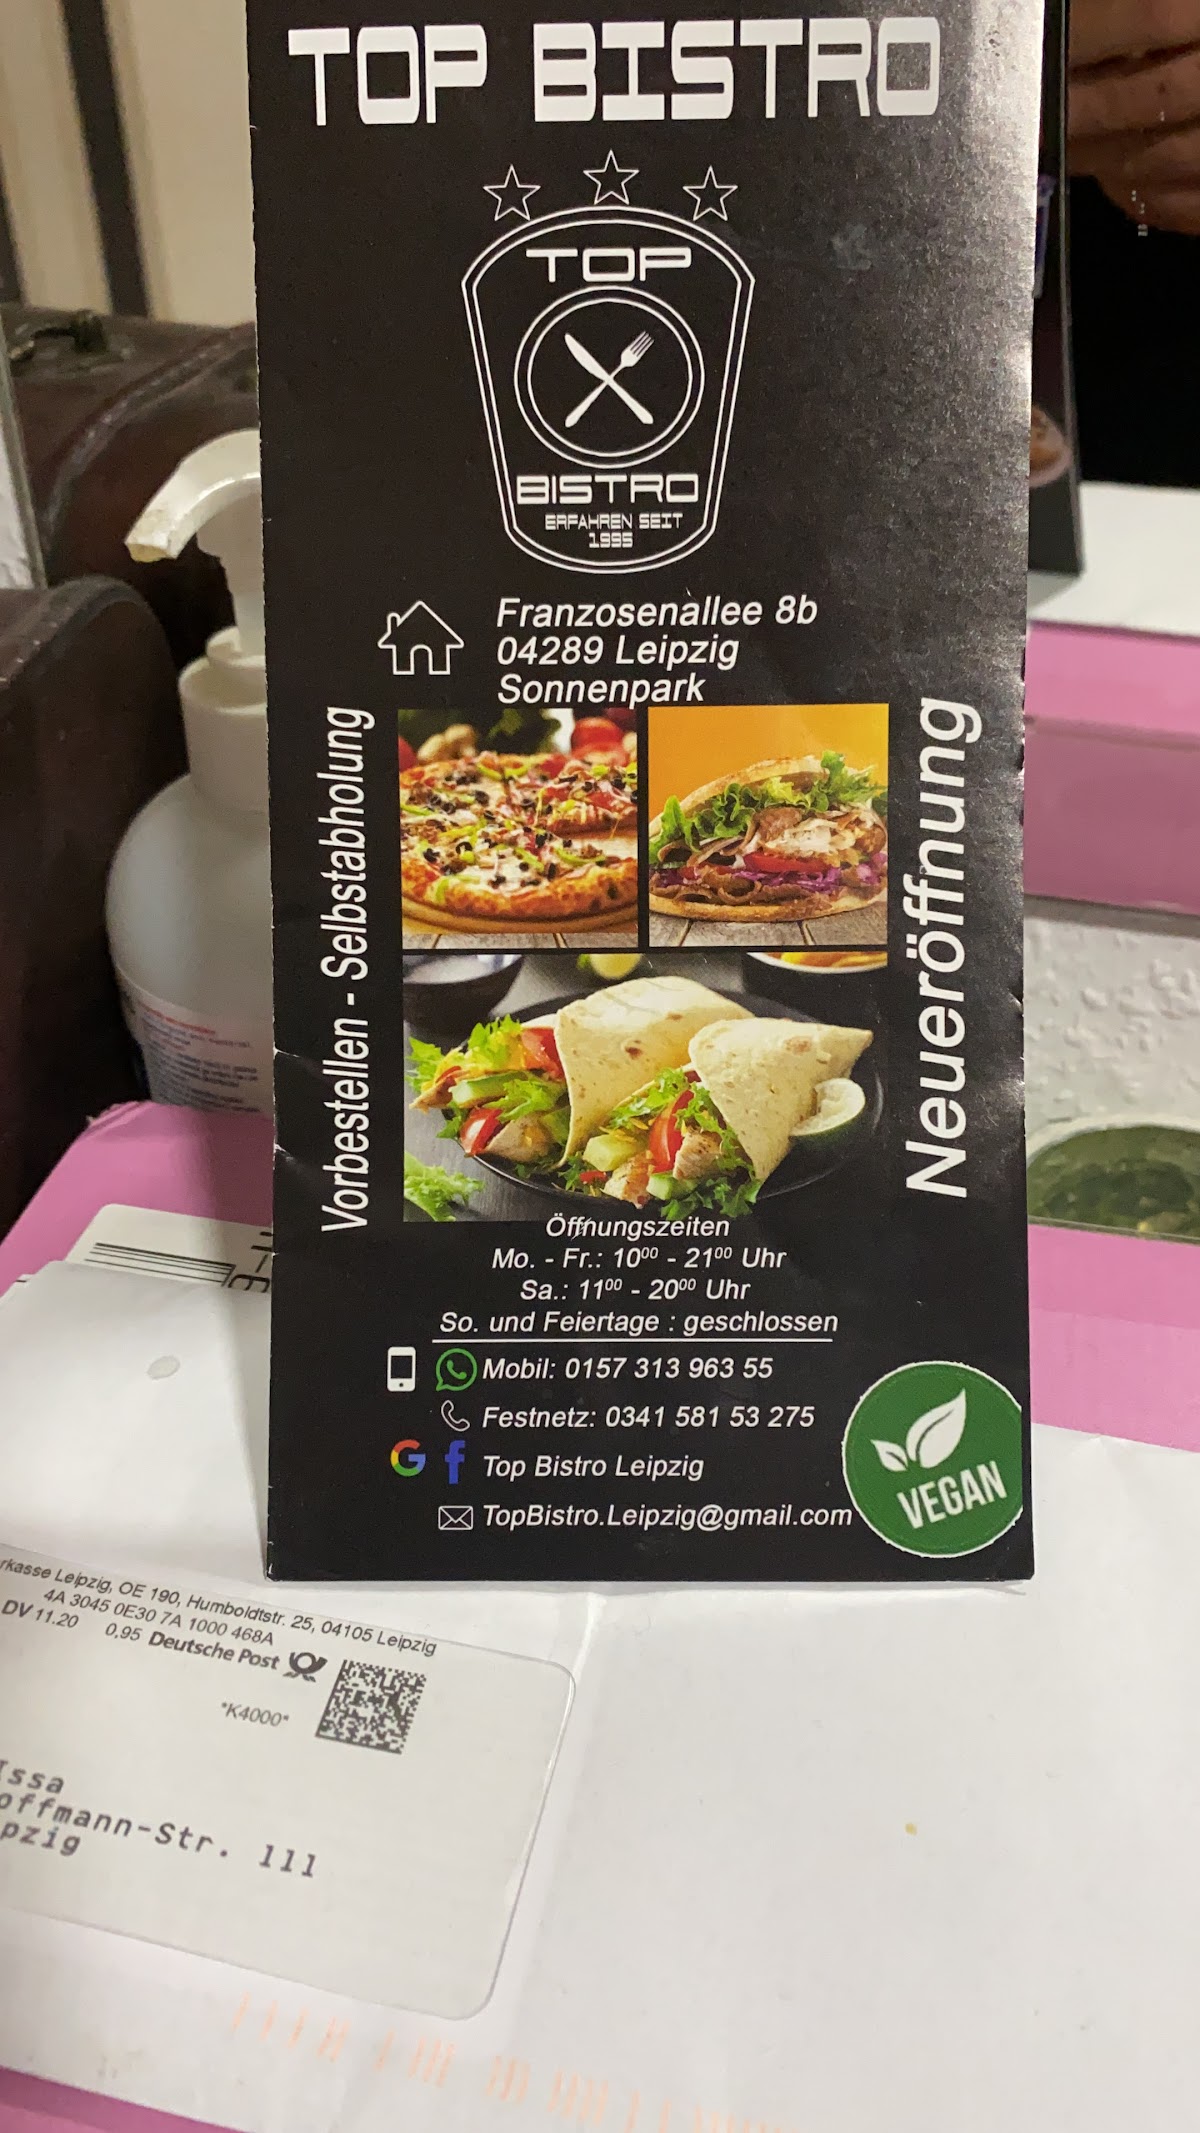 TOP BISTRO
TOP
BISTRO
ERFAHREN SEIT
1995
Franzosenallee 8b
04289 Leipzig
Sonnenpark
Vorbestellen - Selbstabholung
Neueröffnung
Öffnungszeiten
Mo. - Fr.: 10⁰⁰ - 21⁰⁰ Uhr
Sa.: 11⁰⁰ - 20⁰⁰ Uhr
So. und Feiertage : geschlossen
Mobil: 0157 313 963 55
Festnetz: 0341 581 53 275
G f Top Bistro Leipzig
TopBistro.Leipzig@gmail.com
VEGAN
rkasse Leipzig, OE 190, Humboldtstr. 25, 04105 Leipzig
4A 3045 0E30 7A 1000 468A
DV 11.20 0,95 Deutsche Post
*K4000*
Issa
offmann-Str. 111
pzig